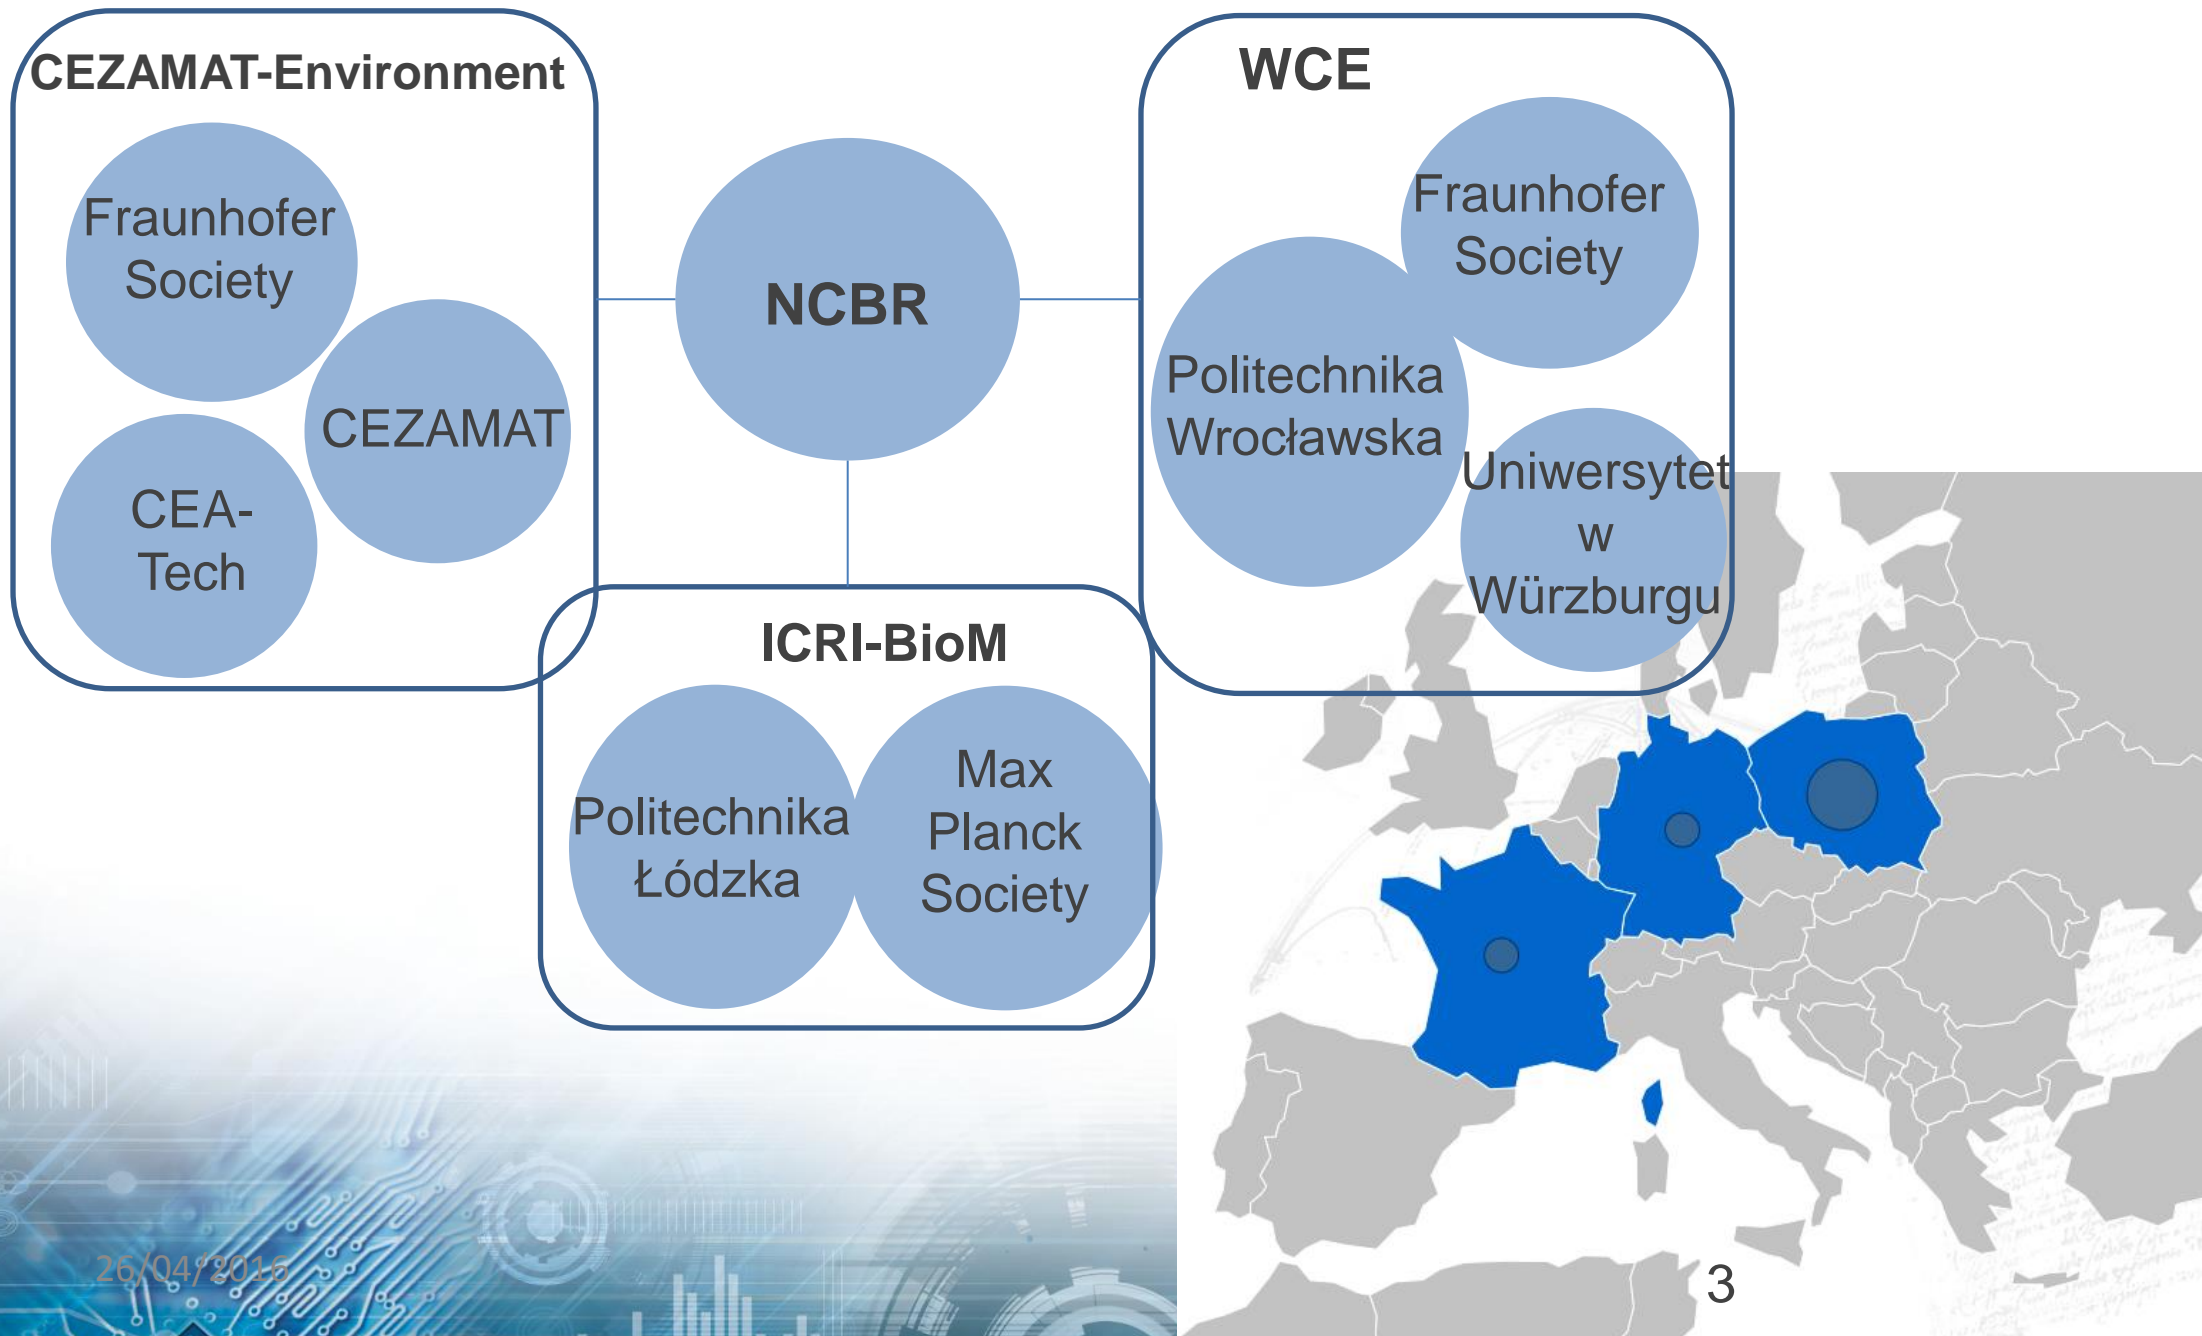 CEZAMAT-Environment
Fraunhofer
Society
CEZAMAT
CEA-
Tech
NCBR
WCE
Fraunhofer
Society
Politechnika
Wrocławska
Uniwersytet
w
Würzburgu
ICRI-BioM
Politechnika
Łódzka
Max
Planck
Society
26/04/2016
3